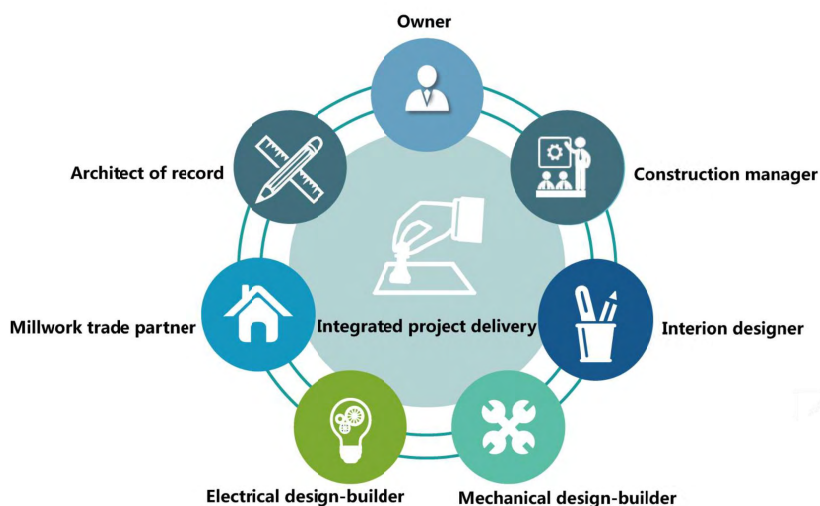 Owner
Architect of record
Construction manager
Millwork trade partner
Integrated project delivery
Interion designer
Electrical design-builder
Mechanical design-builder